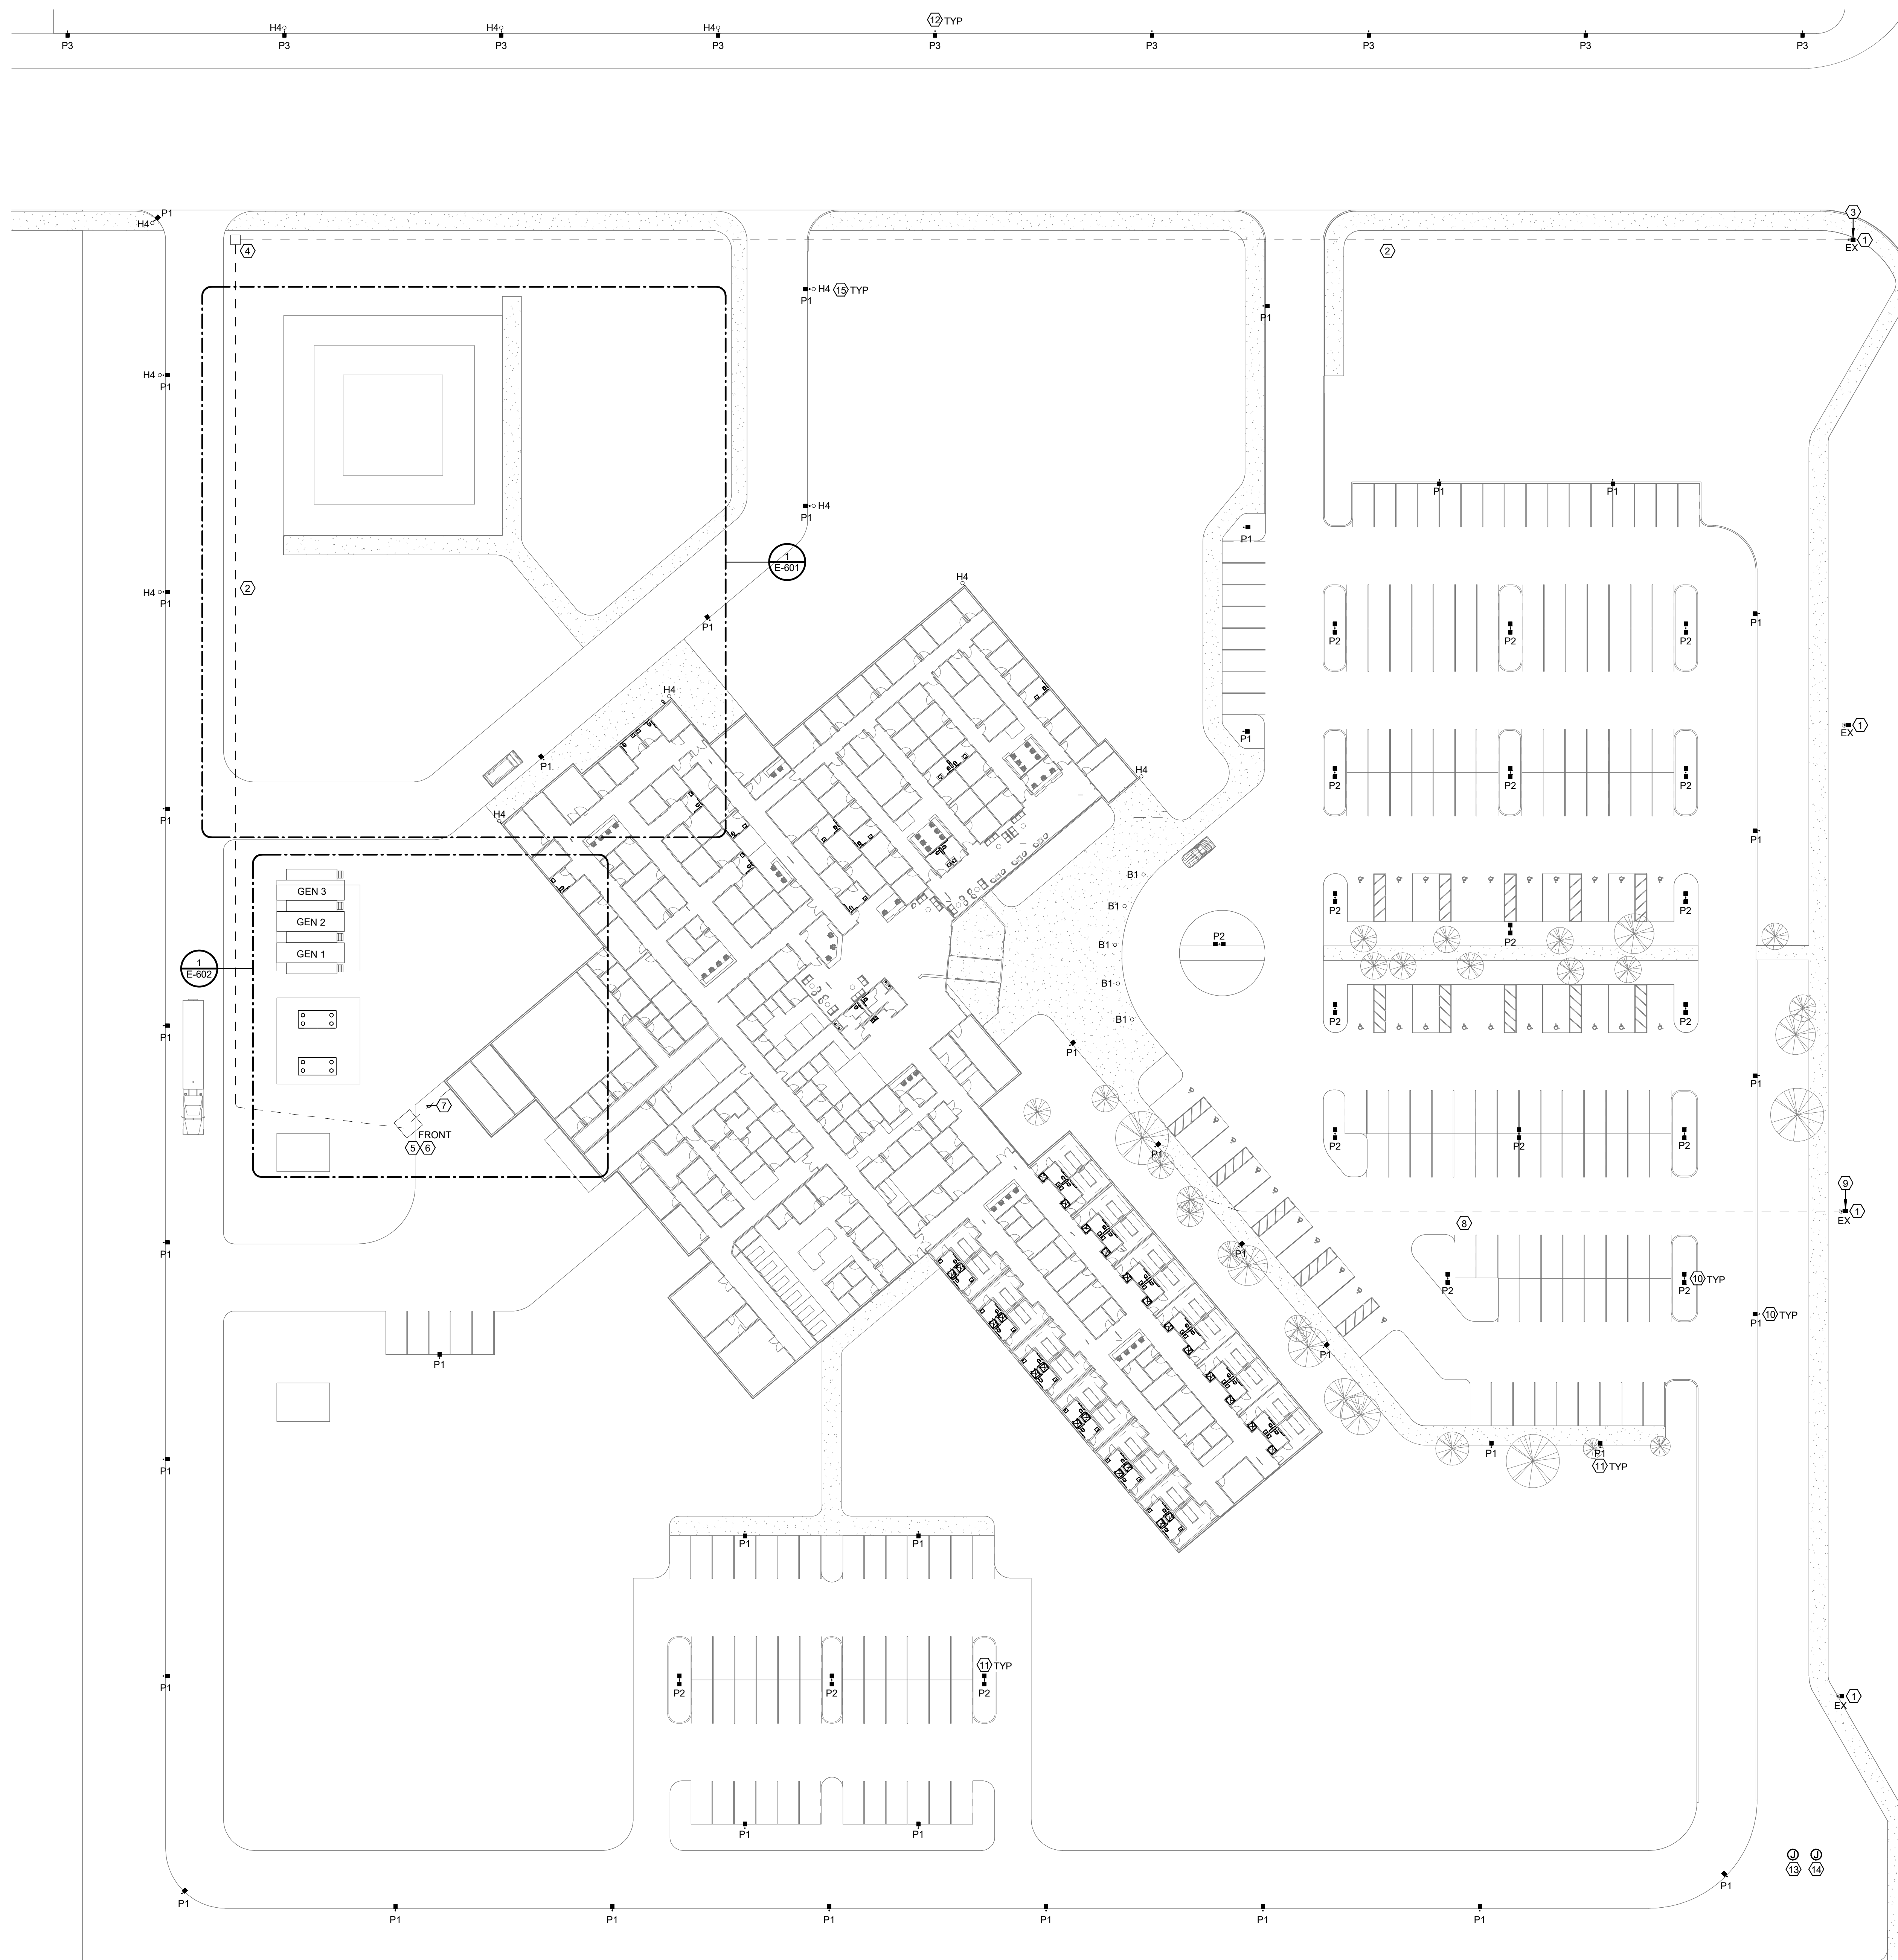 12 TYP
H4 H4 H4
P3 P3 P3 P3 P3 P3 P3 P3 P3
P1
H4
3
EX 1
4
2
H4 15 TYP
P1
P1
H4
P1
P1 P1
H4
P1
P1
1
E-601
H4
2
H4
P1
P1
P1
P2 P2 P2
H4
EX 1
P1
P1
H4
P2 P2 P2
P1
H4
P1
B1
GEN 3
P2 P2
B1
GEN 2
P2
P2
B1
GEN 1
1
E-602
B1
P2 P2
B1
P1
P1
P1
7
FRONT
5 6
P2 P2 P2
P1
9
EX 1
8
P1
P1
10 TYP
P2 P2
P1 10 TYP
P1
P1
P1 P1
11 TYP
P1
P1 P1
11 TYP
P1
P2 P2 P2
EX 1
P1 P1
J J
13 14
P1
P1
P1 P1 P1 P1 P1 P1